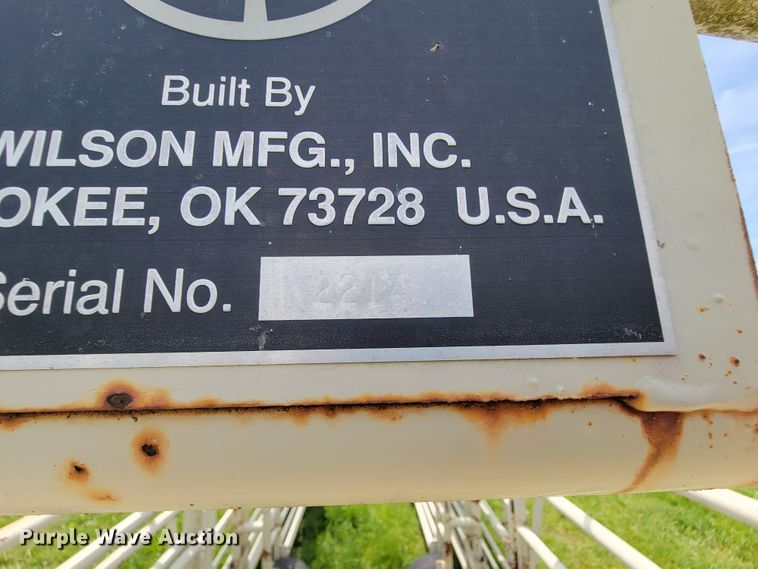 Built By
WILSON MFG., INC.
OKEE, OK 73728 U.S.A.
Serial No.
Purple Wave Auction